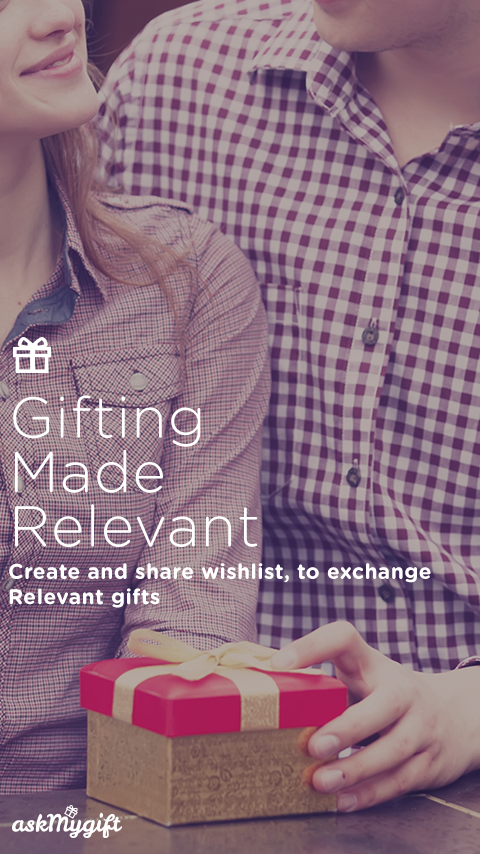 Gifting
Made
Relevant
Create and share wishlist, to exchange
Relevant gifts
askMygift